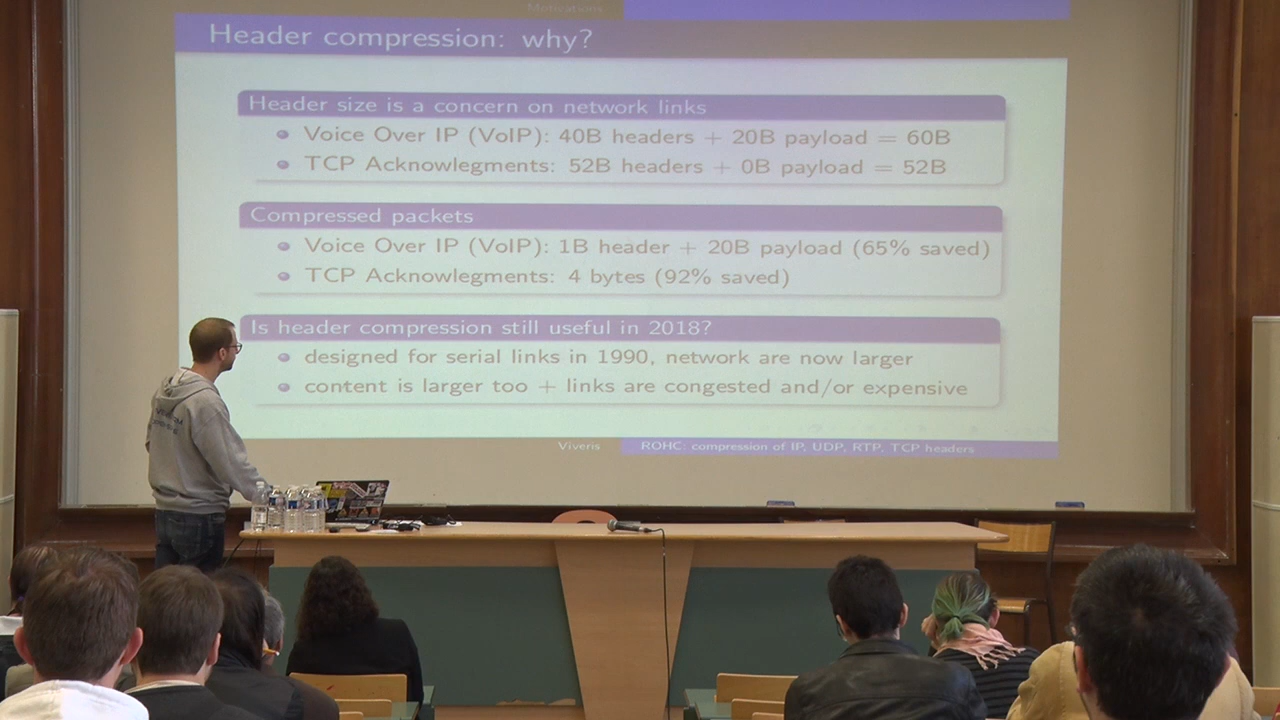 Motivations
Header compression: why?
Header size is a concern on network links
Voice Over IP (VoIP): 40B headers + 20B payload = 60B
TCP Acknowlegments: 52B headers + 0B payload = 52B
Compressed packets
Voice Over IP (VoIP): 1B header + 20B payload (65% saved)
TCP Acknowlegments: 4 bytes (92% saved)
Is header compression still useful in 2018?
designed for serial links in 1990, network are now larger
content is larger too + links are congested and/or expensive
Viveris
ROHC: compression of IP, UDP, RTP, TCP headers